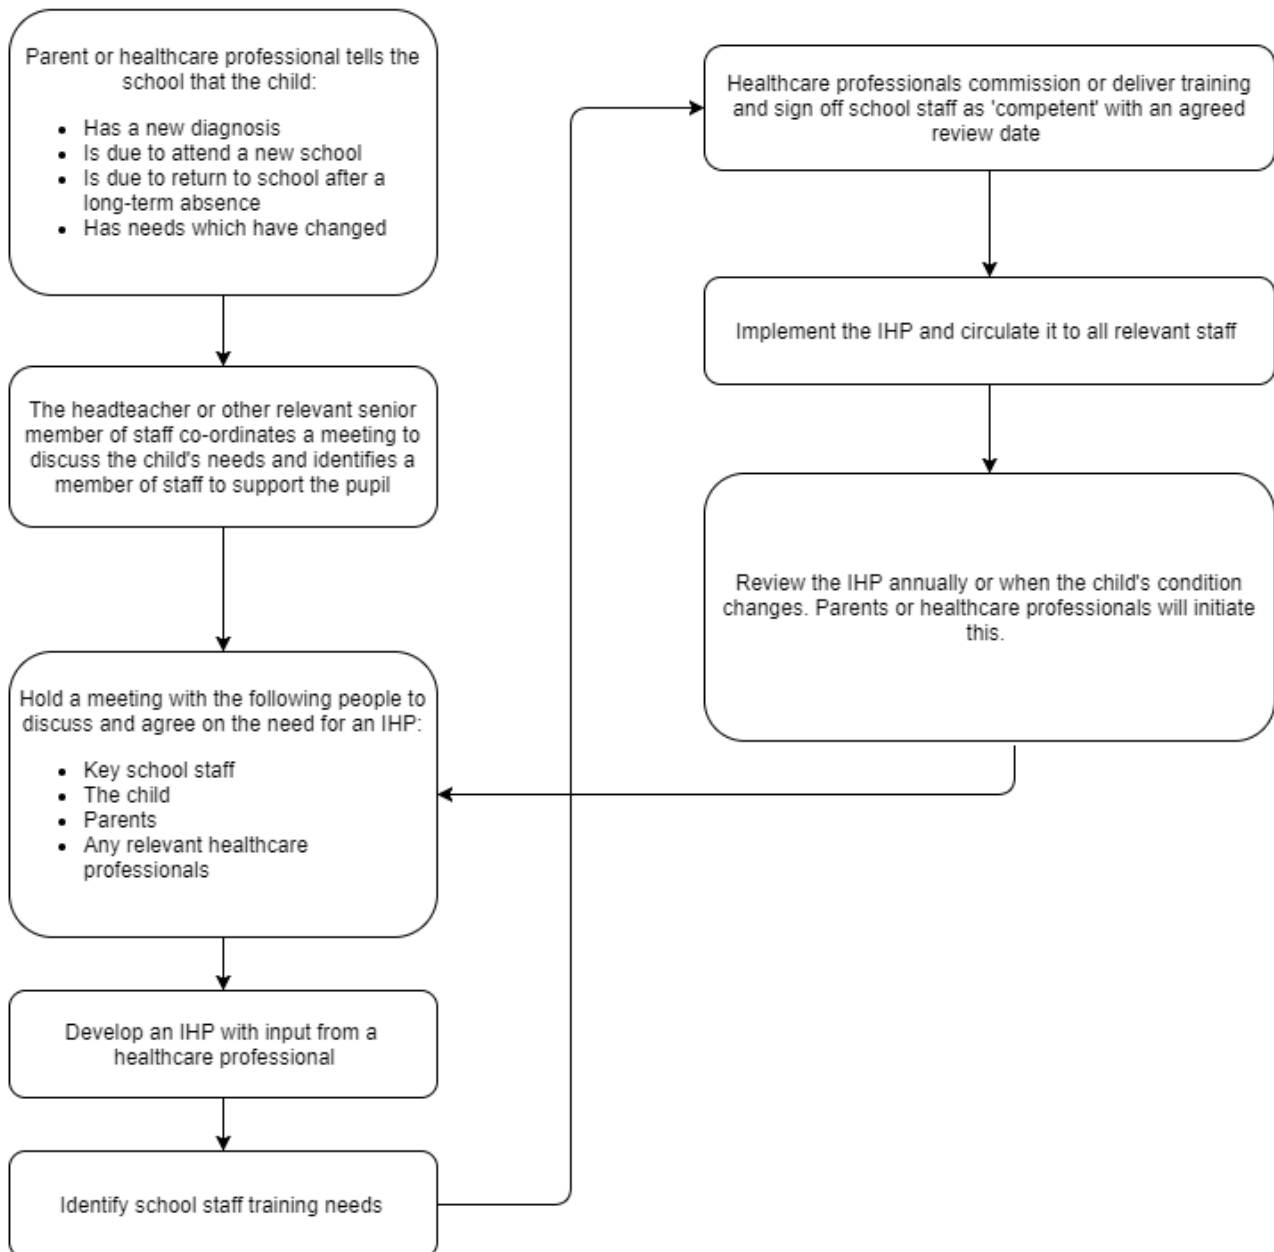 Parent or healthcare professional tells the
school that the child:
• Has a new diagnosis
• Is due to attend a new school
• Is due to return to school after a
long-term absence
• Has needs which have changed
The headteacher or other relevant senior
member of staff co-ordinates a meeting to
discuss the child's needs and identifies a
member of staff to support the pupil
Hold a meeting with the following people to
discuss and agree on the need for an IHP:
• Key school staff
• The child
• Parents
• Any relevant healthcare
professionals
Develop an IHP with input from a
healthcare professional
Identify school staff training needs
Healthcare professionals commission or deliver training
and sign off school staff as 'competent' with an agreed
review date
Implement the IHP and circulate it to all relevant staff
Review the IHP annually or when the child's condition
changes. Parents or healthcare professionals will initiate
this.